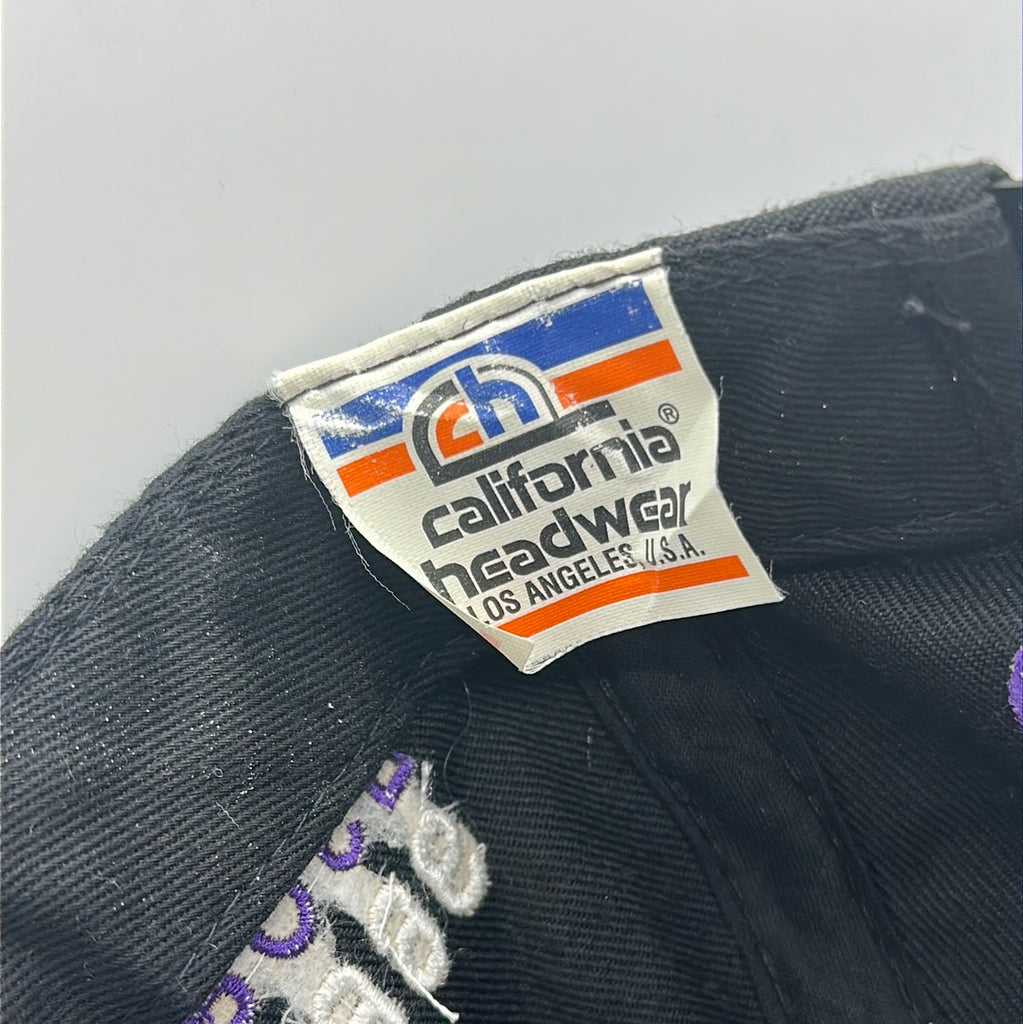 ch
california®
headwear
LOS ANGELES, U.S.A.